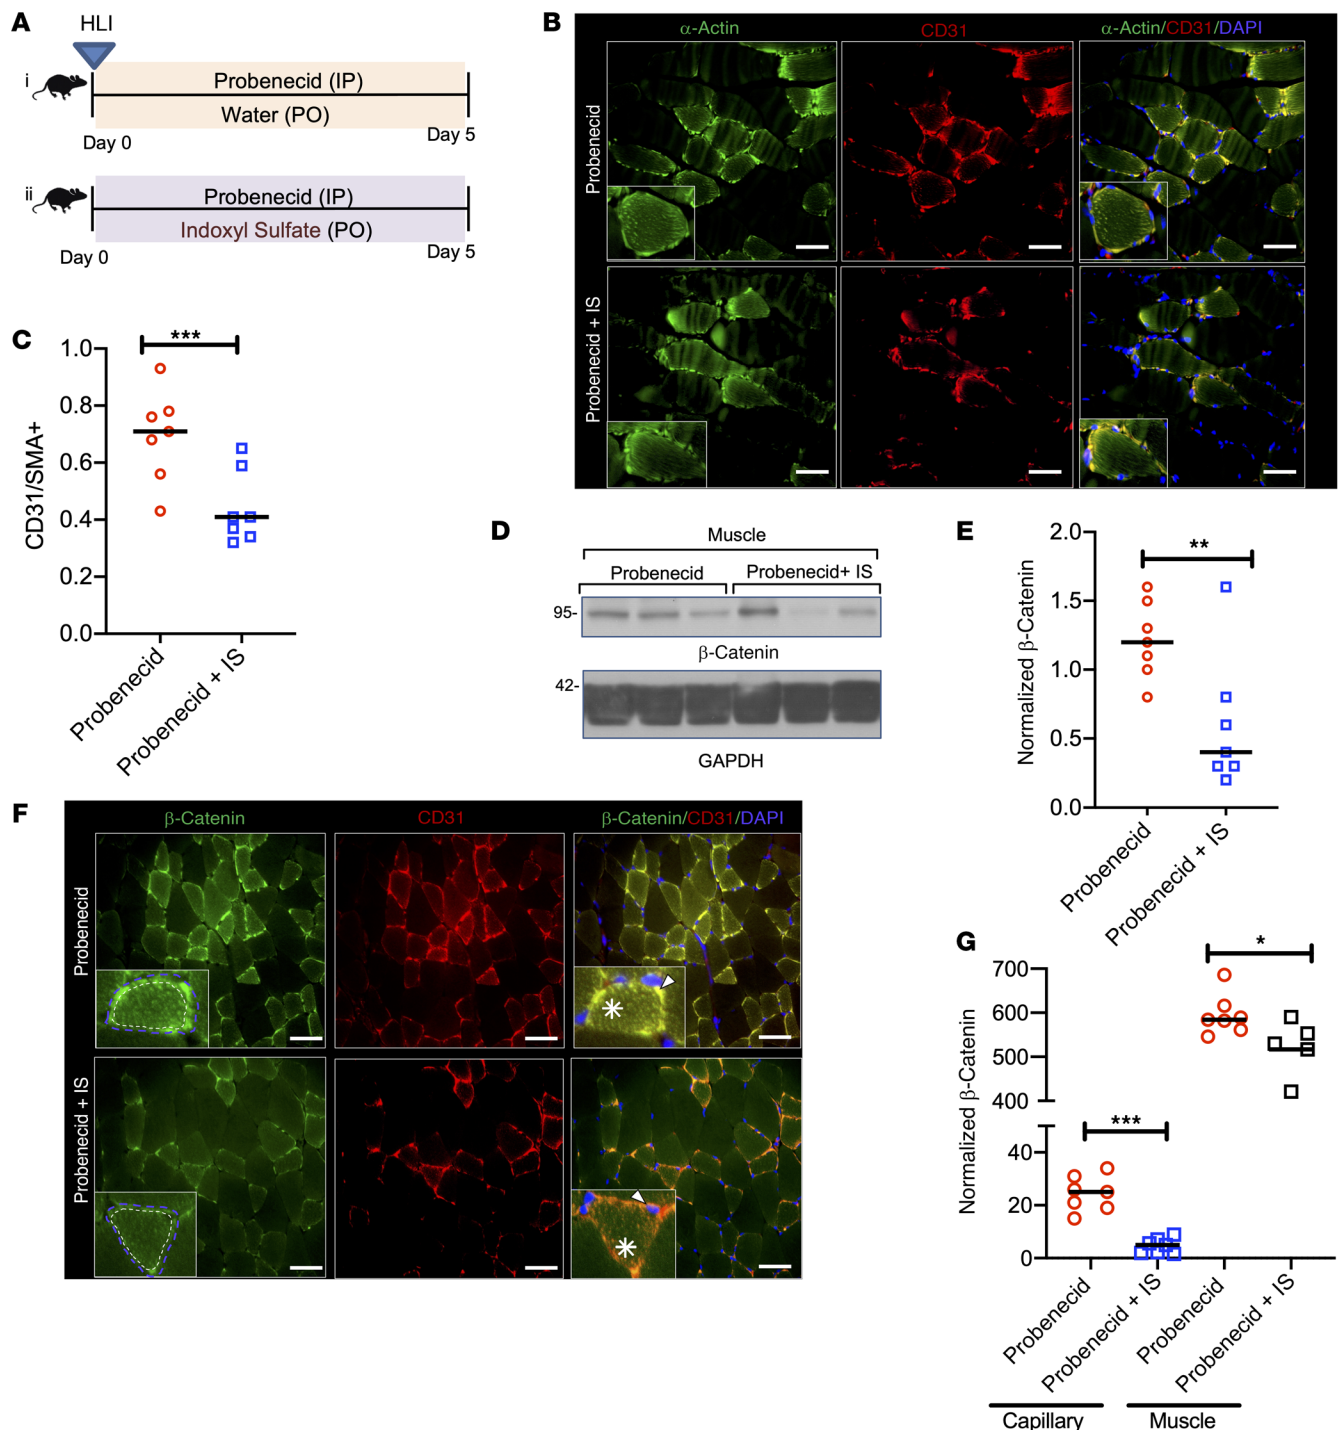 A
HLI
i
Probenecid (IP)
Water (PO)
Day 0
Day 5
ii
Probenecid (IP)
Indoxyl Sulfate (PO)
Day 0
Day 5
B
α-Actin
CD31
α-Actin/CD31/DAPI
Probenecid
Probenecid + IS
C
***
CD31/SMA+
1.0
0.8
0.6
0.4
0.2
0.0
Probenecid
Probenecid + IS
D
Muscle
Probenecid
Probenecid+ IS
95-
β-Catenin
42-
GAPDH
E
**
Normalized β-Catenin
2.0
1.5
1.0
0.5
0.0
Probenecid
Probenecid + IS
F
β-Catenin
CD31
β-Catenin/CD31/DAPI
Probenecid
Probenecid + IS
G
*
***
Normalized β-Catenin
700
600
500
400
40
20
0
Probenecid
Probenecid + IS
Probenecid
Probenecid + IS
Capillary
Muscle